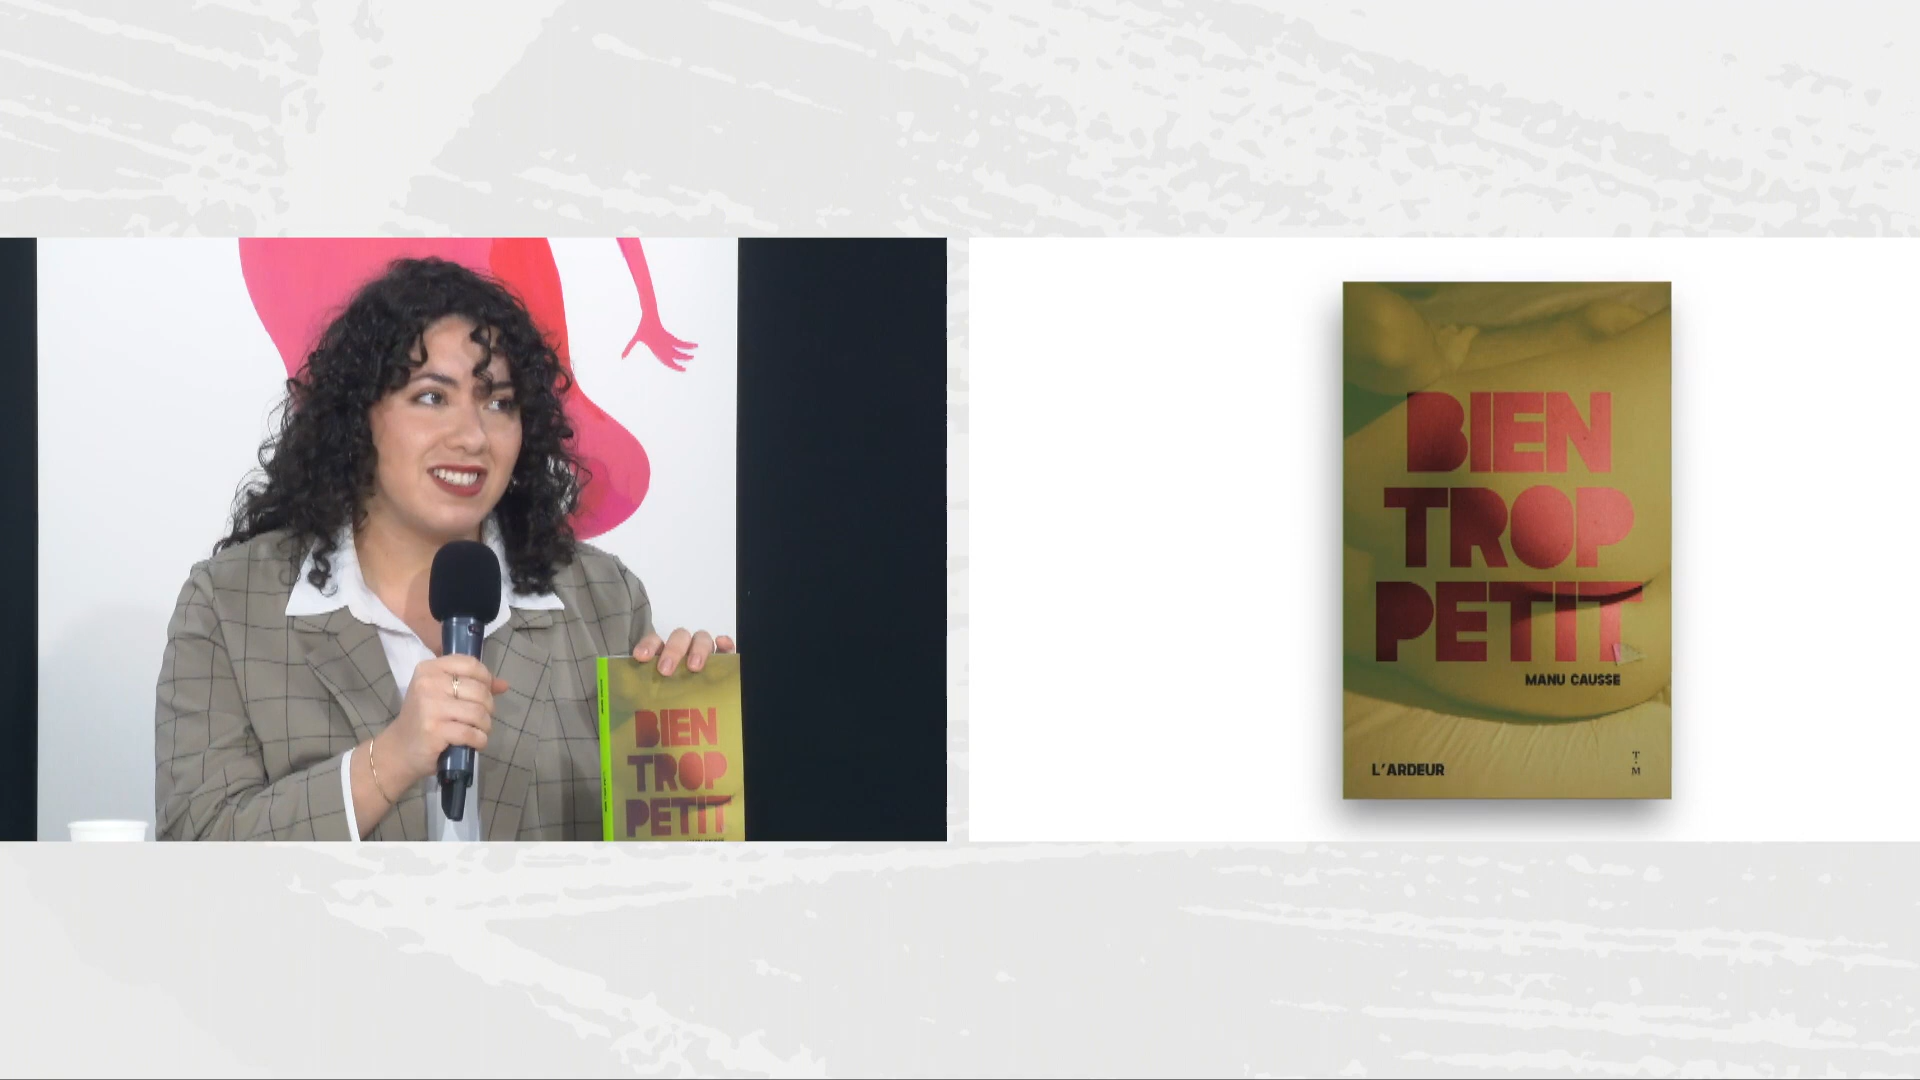 BIEN
TROP
PETIT
BIEN
TROP
PETIT
MANU CAUSSE
L'ARDEUR
T.
M